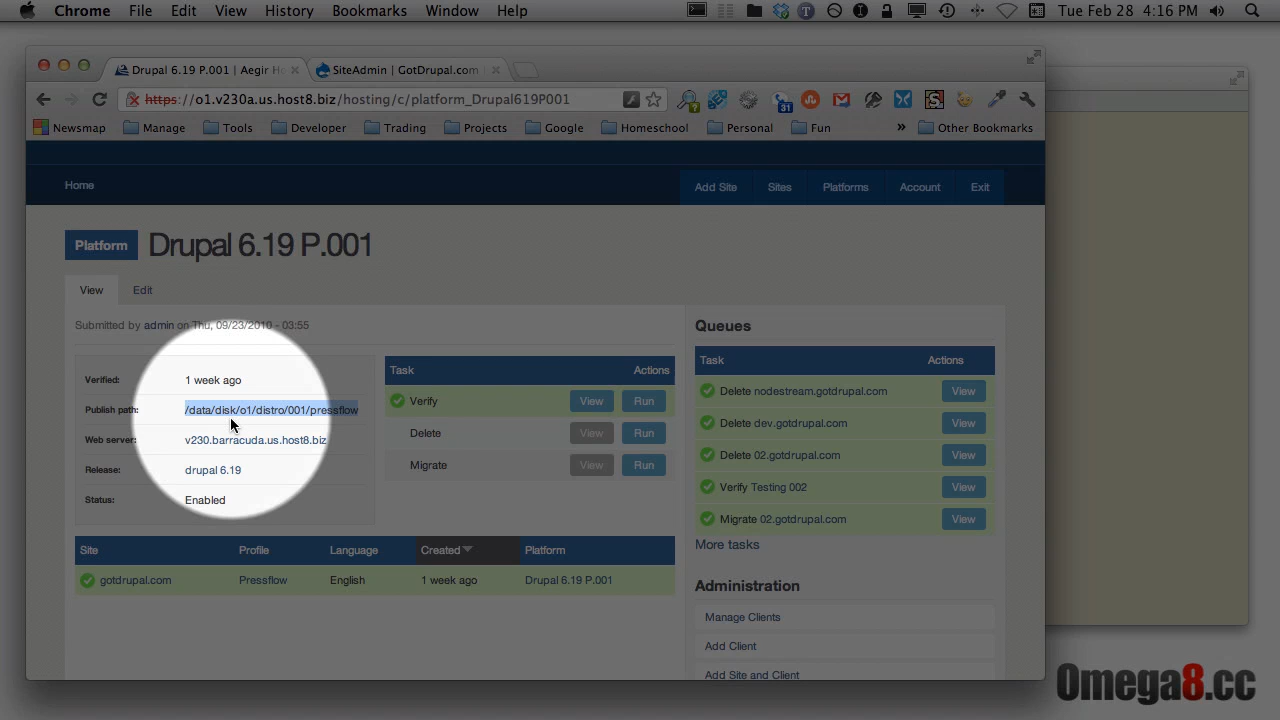 Chrome File Edit View History Bookmarks Window Help Tue Feb 28 4:16 PM
Drupal 6.19 P.001 | Aegir Ho SiteAdmin | GotDrupal.com
https://o1.v230a.us.host8.biz/hosting/c/platform_Drupal619P001
31
Newsmap Manage Tools Developer Trading Projects Google Homeschool Personal Fun » Other Bookmarks
Home Add Site Sites Platforms Account Exit
Platform Drupal 6.19 P.001
View Edit
Submitted by admin on Thu, 09/23/2010 - 03:55
Verified: 1 week ago
Publish path: /data/disk/o1/distro/001/pressflow
Web server: v230.barracuda.us.host8.biz
Release: drupal 6.19
Status: Enabled
Task Actions
Verify View Run
Delete View Run
Migrate View Run
Site Profile Language Created Platform
gotdrupal.com Pressflow English 1 week ago Drupal 6.19 P.001
Queues
Task Actions
Delete nodestream.gotdrupal.com View
Delete dev.gotdrupal.com View
Delete 02.gotdrupal.com View
Verify Testing 002 View
Migrate 02.gotdrupal.com View
More tasks
Administration
Manage Clients
Add Client
Add Site and Client
Omega8.cc